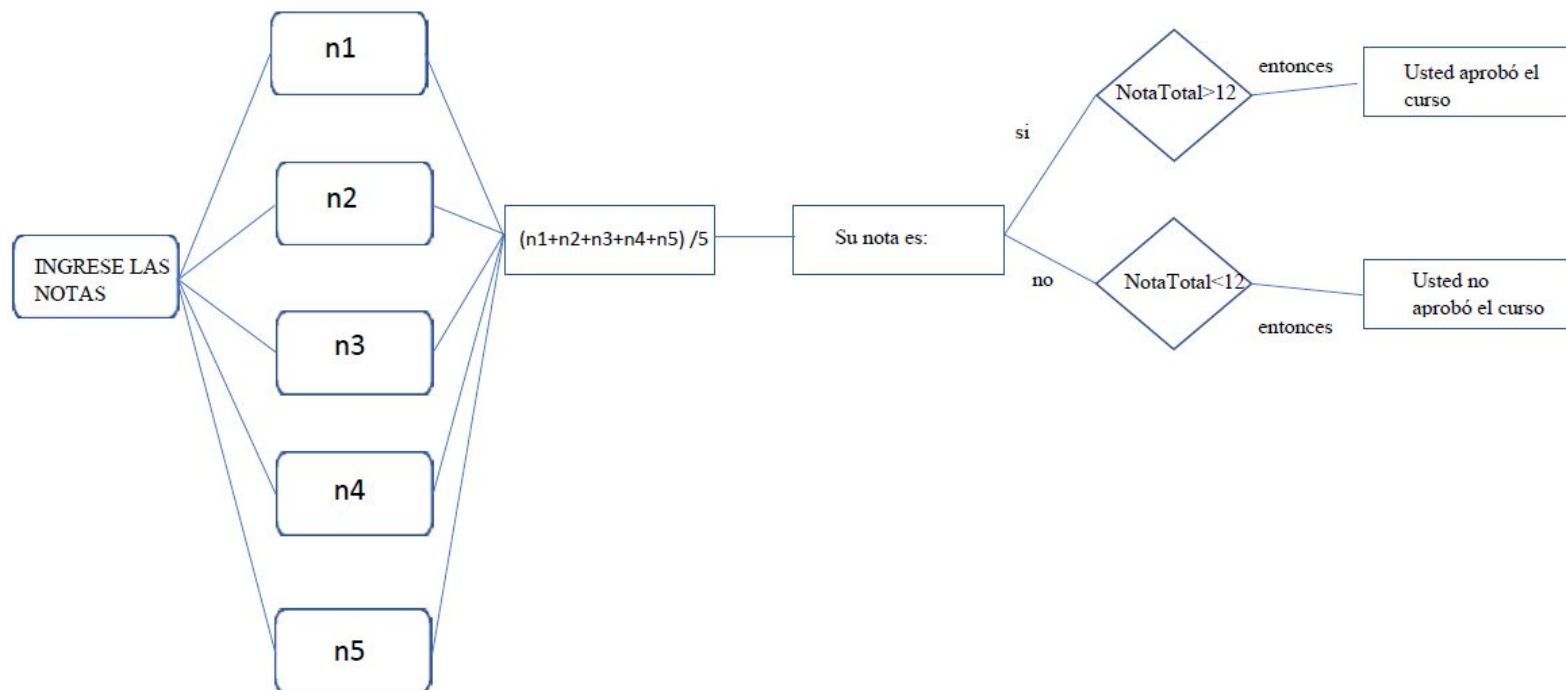 INGRESE LAS
NOTAS
n1
n2
n3
n4
n5
(n1+n2+n3+n4+n5) /5
Su nota es:
si
NotaTotal>12
entonces
Usted aprobó el
curso
no
NotaTotal<12
entonces
Usted no
aprobó el curso